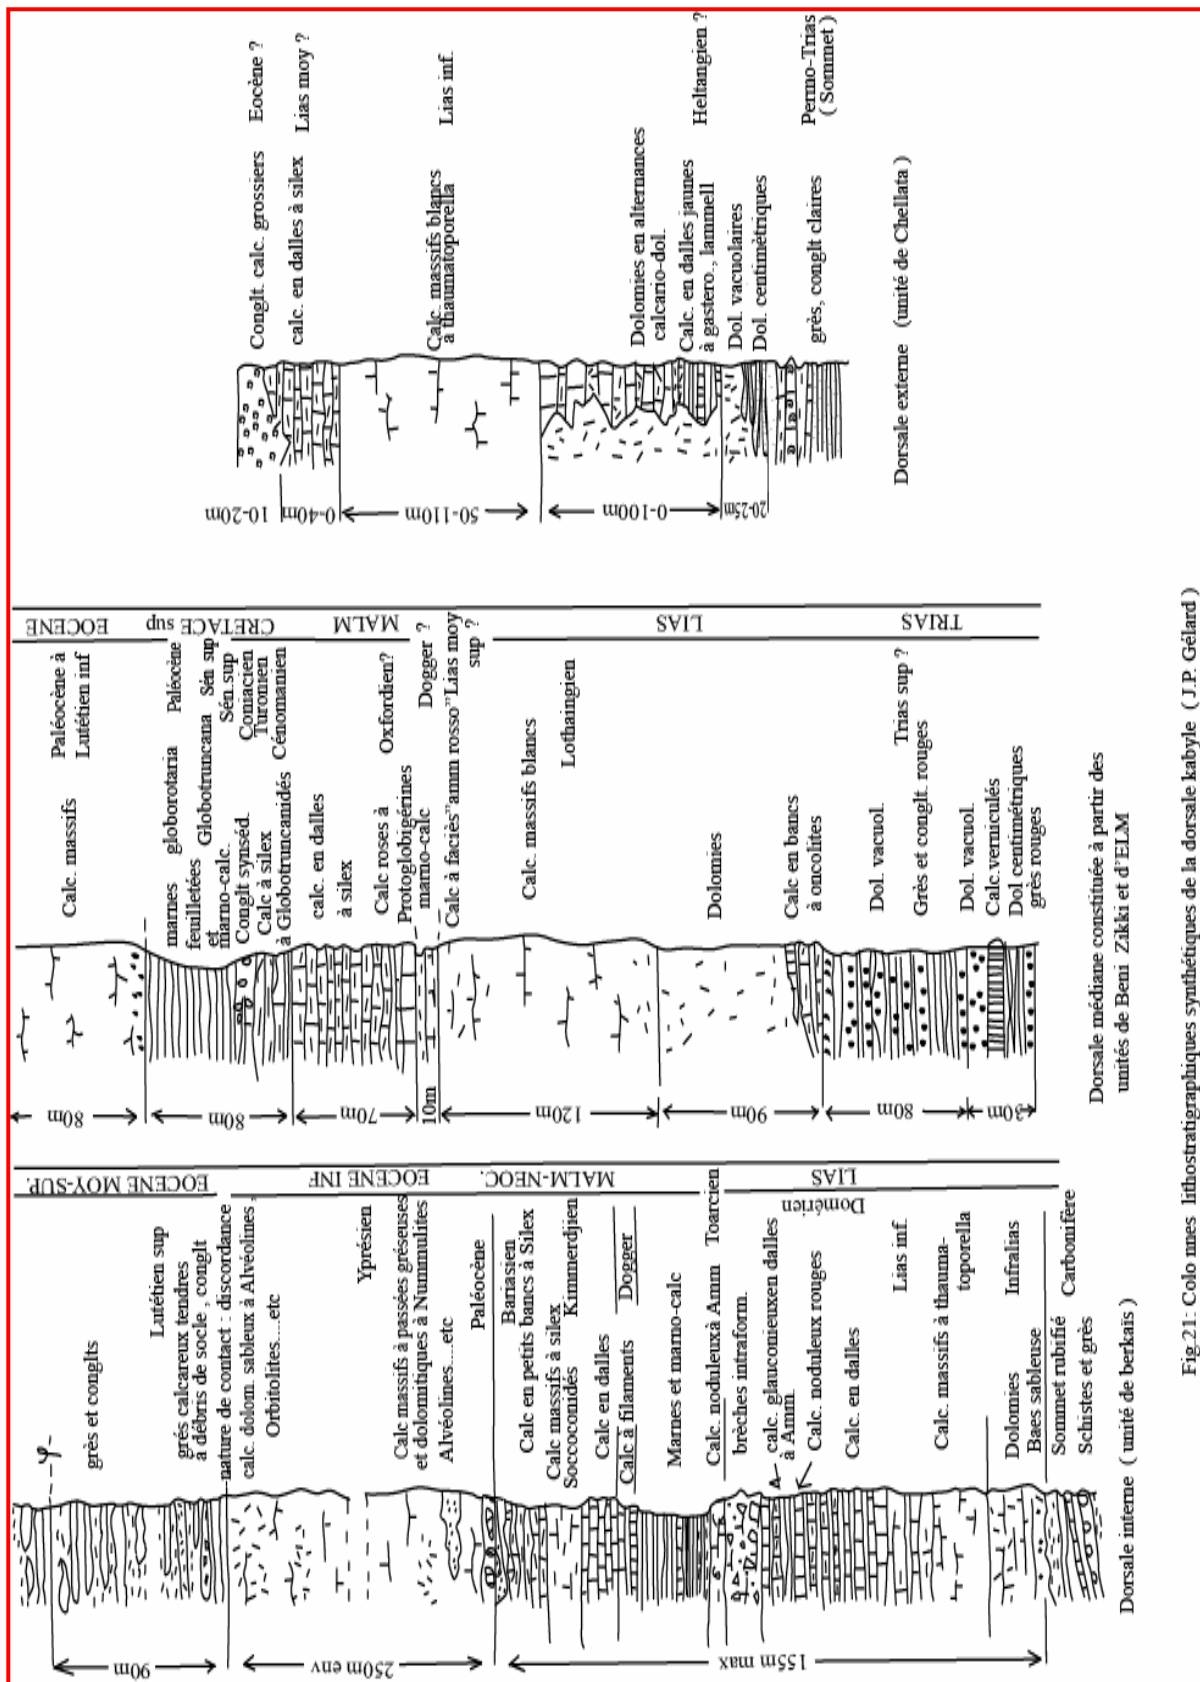 Eocène ?
Conglt. calc. grossiers
Lias moy ?
calc. en dalles à silex
Lias inf.
Calc. massifs blancs
à thaumatoporella
Dolomies en alternances
calcario-dol.
Heltangien ?
Calc. en dalles jaunes
à gastero., lammell
Dol. vacuolaires
Dol. centimètriques
Permo-Trias
( Sommet )
grès, conglt claires
10-20m
0-40m
50-110m
0-100m
20-25m
Dorsale externe (unité de Chellata )
EOCENE
CRETACE sup
MALM
LIAS
TRIAS
Paléocène à
Lutétien inf
Calc. massifs
marnes globorotaria Paléocène
feuilletées Globotruncana Sén sup
et
marno-calc. Sén.sup
Conglt synséd. Coniacien
Calc à silex Turonien
à Globotruncanidés Cénomanien
calc. en dalles
à silex
Calc roses à Oxfordien?
Protoglobigérines
marno-calc Dogger ?
Calc à faciès"amm rosso"Lias moy
sup ?
Calc. massifs blancs
Lothaingien
Dolomies
Calc en bancs
à oncolites
Dol. vacuol.
Trias sup ?
Grès et conglt. rouges
Dol. vacuol.
Calc.verniculés
Dol centimétriques
grès rouges
80m
80m
70m
10m
120m
90m
80m
30m
Dorsale médiane constituée à partir des
unités de Beni Zikki et d'ELM
EOCENE MOY-SUP.
EOCENE INF
MALM-NEOC.
LIAS
φ
grès et conglts
Lutétien sup
grés calcareux tendres
à débris de socle , conglt
nature de contact : discordance
calc. dolom. sableux à Alvéolines ,
Orbitolites....etc
Yprésien
Calc massifs à passées gréseuses
et dolomitiques à Nummulites
Alvéolines....etc
Paléocène
Bariasien
Calc en petits bancs à Silex
Calc massifs à silex
Soccoconidés Kimmerdjien
Calc en dalles
Calc à filaments Dogger
Marnes et marno-calc
Calc. noduleuxà Amm Toarcien
brèches intraform.
calc. glauconieuxen dalles
à Amm.
Domérien
Calc. noduleux rouges
Calc. en dalles
Lias inf.
Calc. massifs à thauma-
toporella
Dolomies Infralias
Baes sableuse
Sommet rubifié Carbonifère
Schistes et grès
90m
250m env
155m max
Dorsale interne ( unité de berkais )
Fig.21: Colo nnes lithostratigraphiques synthétiques de la dorsale kabyle ( J.P. Gélard )